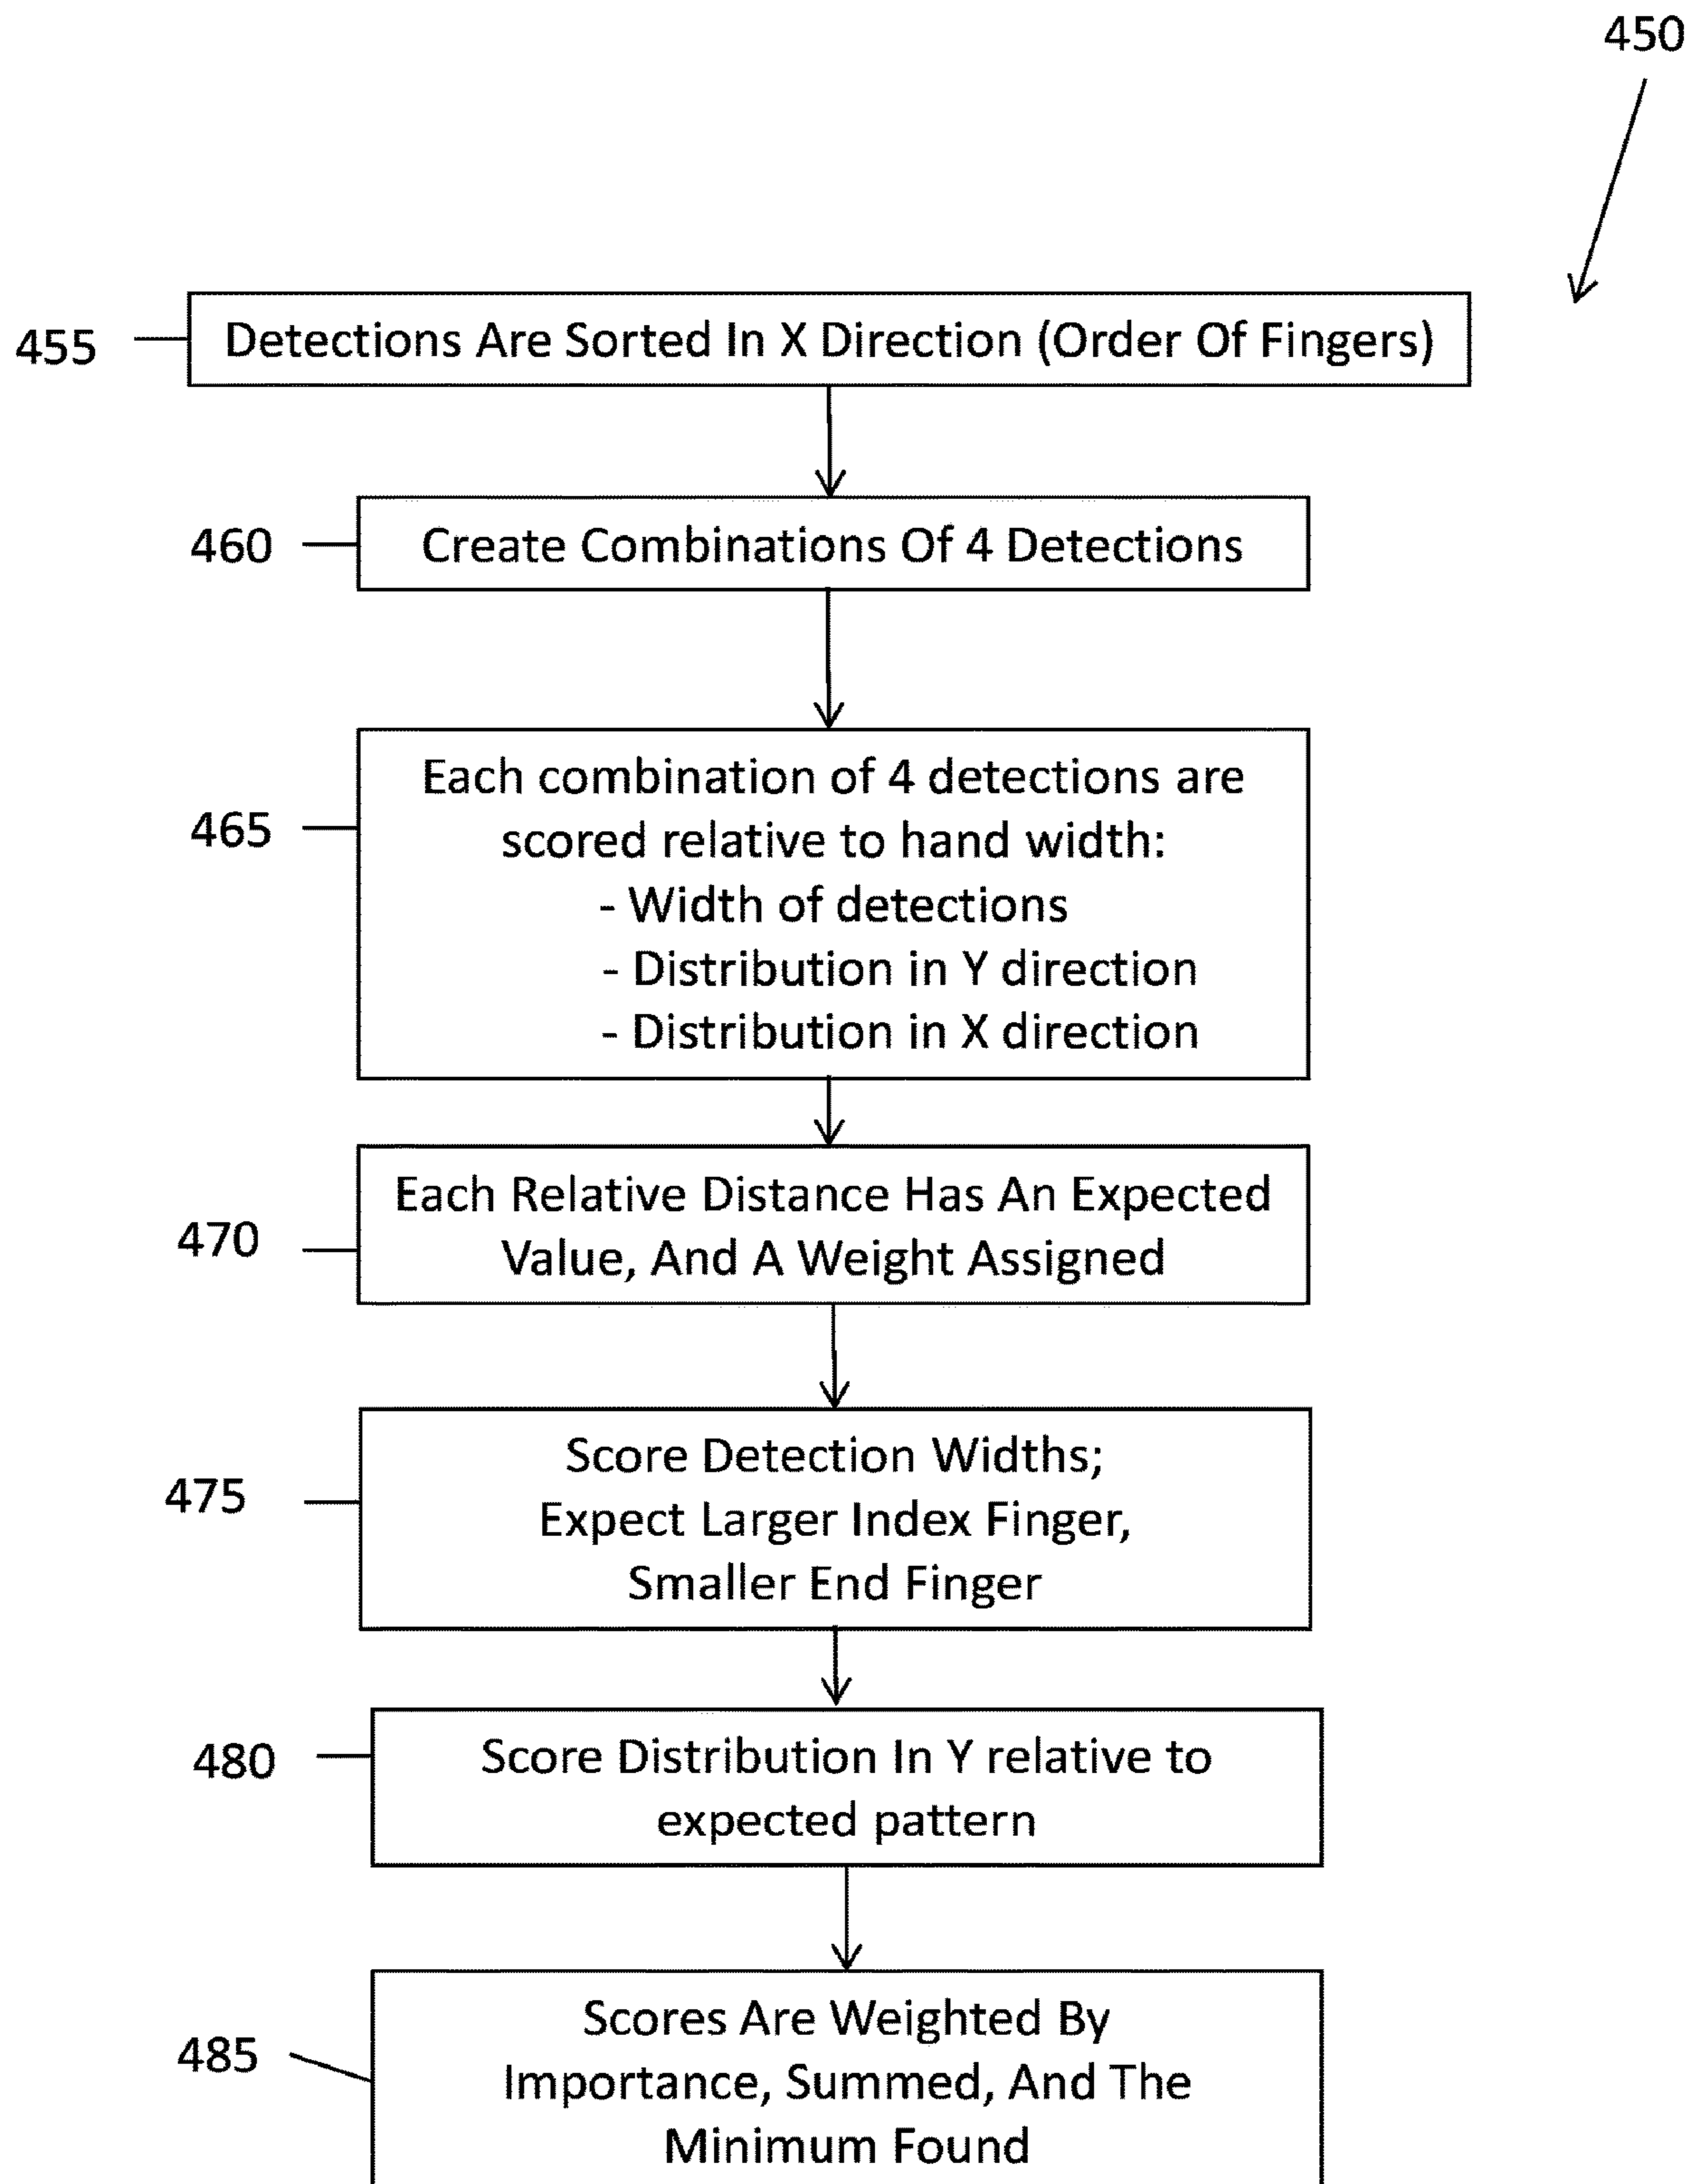 450
455
Detections Are Sorted In X Direction (Order Of Fingers)
460
Create Combinations Of 4 Detections
465
Each combination of 4 detections are
scored relative to hand width:
- Width of detections
- Distribution in Y direction
- Distribution in X direction
470
Each Relative Distance Has An Expected
Value, And A Weight Assigned
475
Score Detection Widths;
Expect Larger Index Finger,
Smaller End Finger
480
Score Distribution In Y relative to
expected pattern
485
Scores Are Weighted By
Importance, Summed, And The
Minimum Found